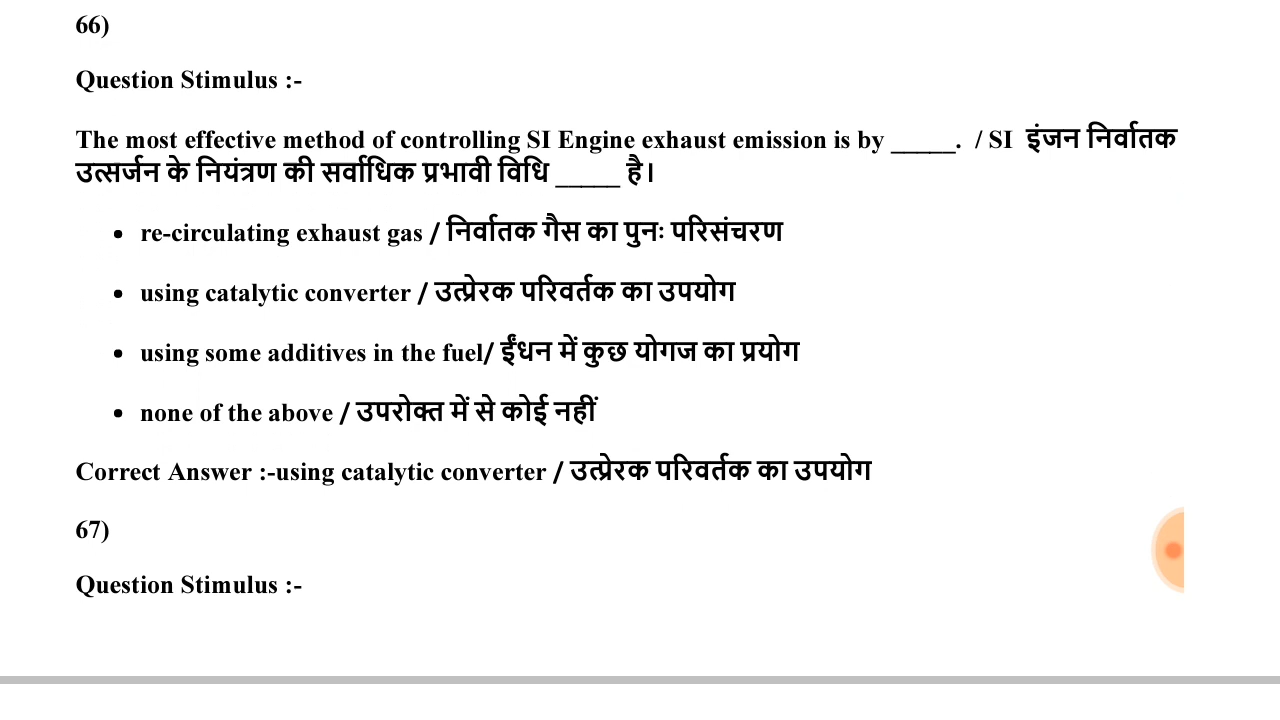 66)
Question Stimulus :-
The most effective method of controlling SI Engine exhaust emission is by _____. / SI इंजन निर्वातक
उत्सर्जन के नियंत्रण की सर्वाधिक प्रभावी विधि _____ है।
• re-circulating exhaust gas / निर्वातक गैस का पुनः परिसंचरण
• using catalytic converter / उत्प्रेरक परिवर्तक का उपयोग
• using some additives in the fuel/ ईंधन में कुछ योगज का प्रयोग
• none of the above / उपरोक्त में से कोई नहीं
Correct Answer :-using catalytic converter / उत्प्रेरक परिवर्तक का उपयोग
67)
Question Stimulus :-